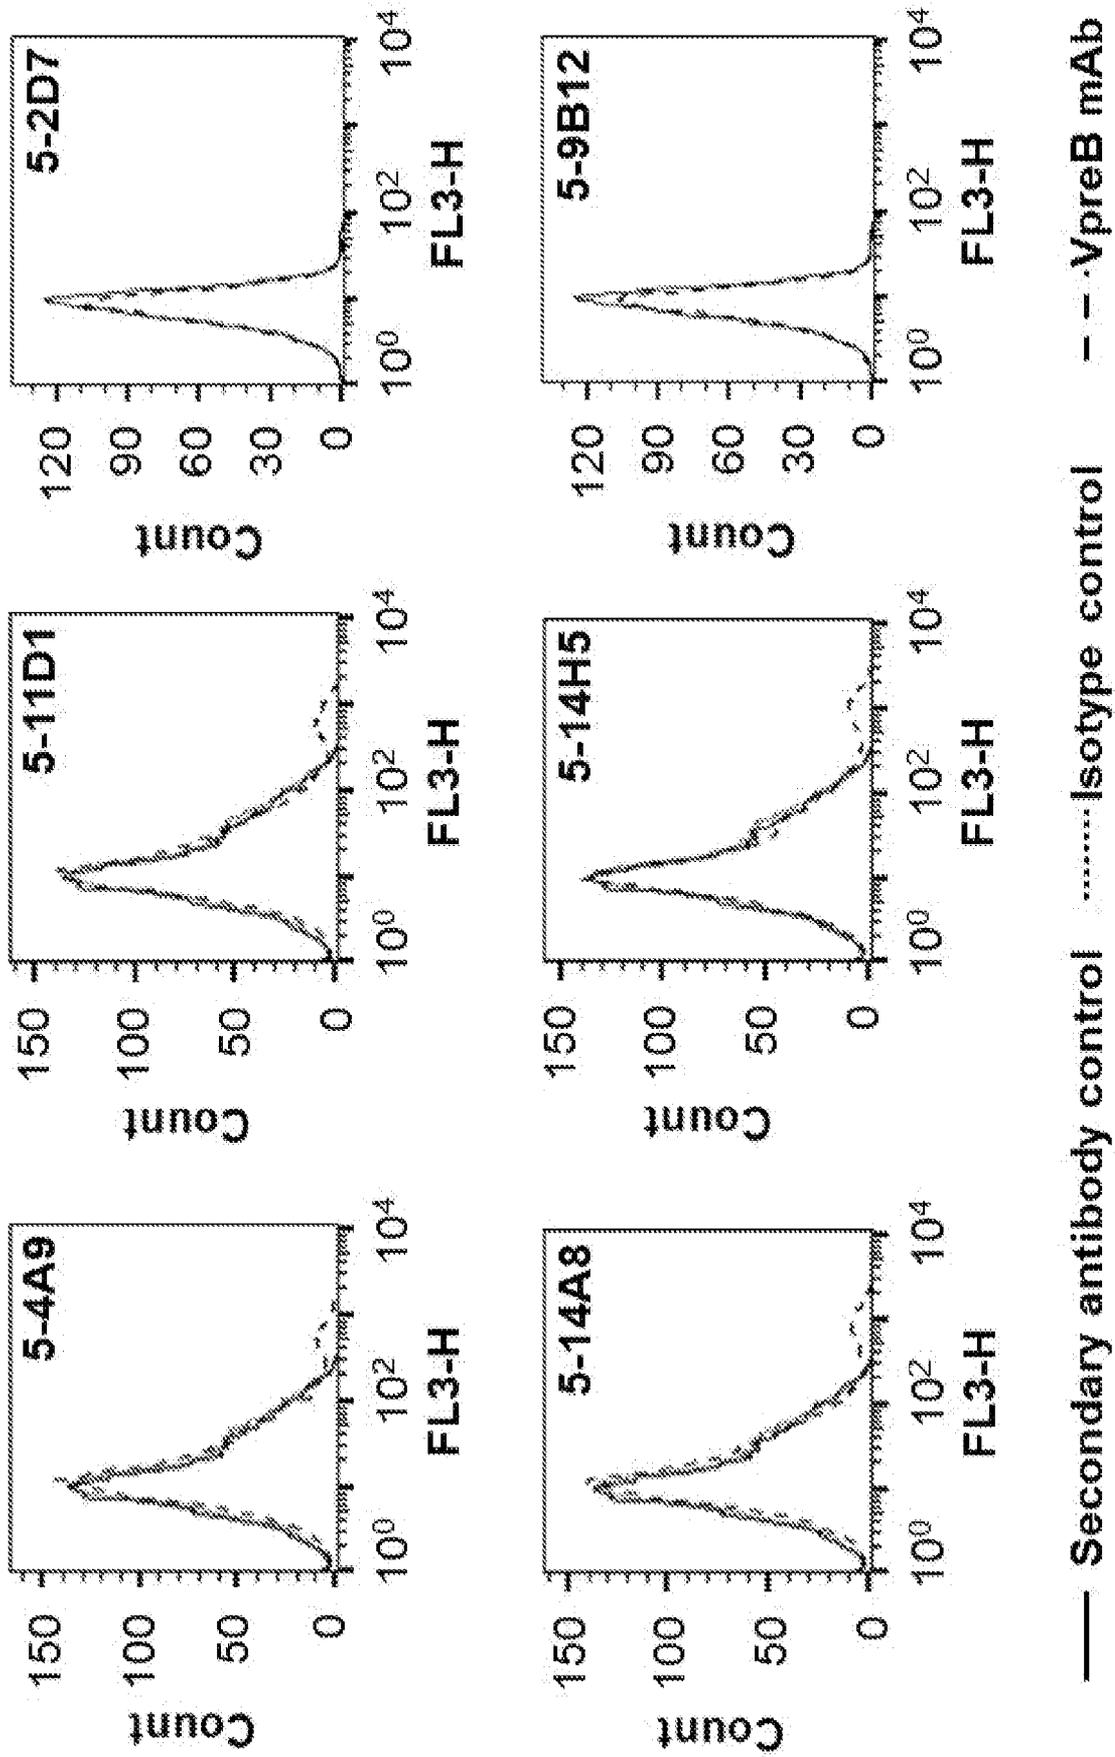 5-4A9
150
100
50
0
Count
10⁰
10²
10⁴
FL3-H
5-11D1
150
100
50
0
Count
10⁰
10²
10⁴
FL3-H
5-2D7
120
90
60
30
0
Count
10⁰
10²
10⁴
FL3-H
5-14A8
150
100
50
0
Count
10⁰
10²
10⁴
FL3-H
5-14H5
150
100
50
0
Count
10⁰
10²
10⁴
FL3-H
5-9B12
120
90
60
30
0
Count
10⁰
10²
10⁴
FL3-H
Secondary antibody control
Isotype control
VpreB mAb